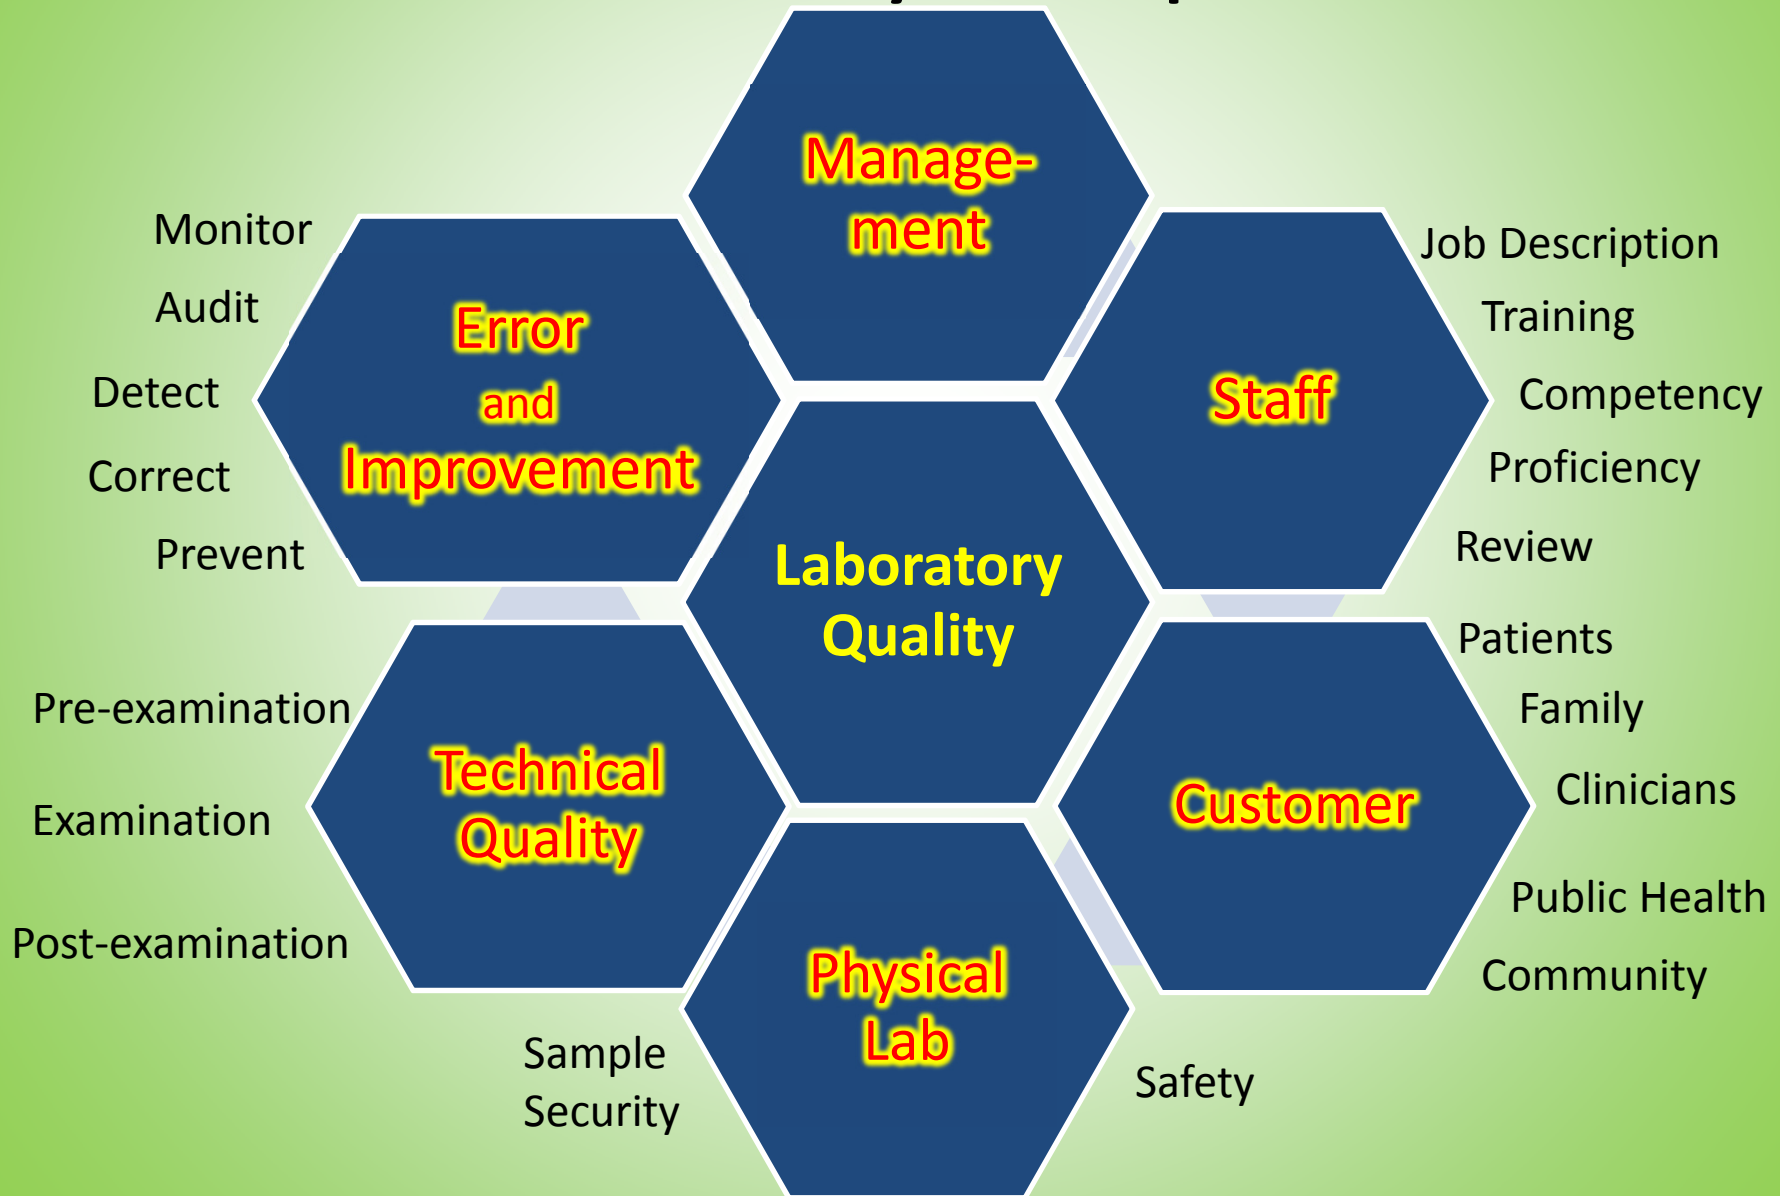 Manage-
ment
Monitor
Audit
Detect
Correct
Prevent
Error
and
Improvement
Job Description
Training
Competency
Proficiency
Review
Staff
Laboratory
Quality
Pre-examination
Examination
Post-examination
Technical
Quality
Patients
Family
Clinicians
Public Health
Community
Customer
Physical
Lab
Sample
Security
Safety